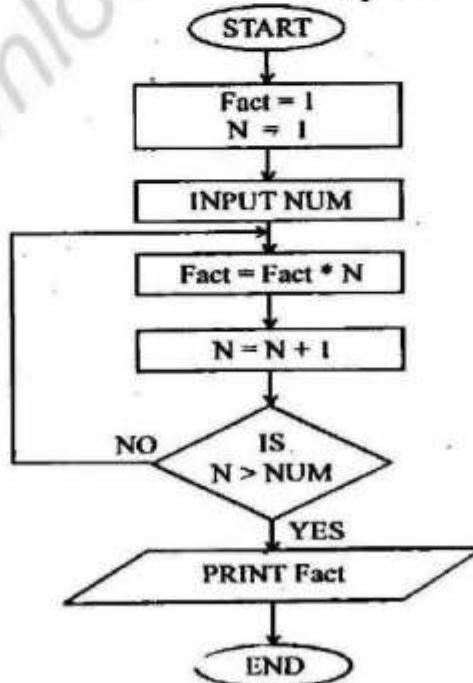 START
Fact = 1
N = 1
INPUT NUM
Fact = Fact * N
N = N + 1
NO
IS
N > NUM
YES
PRINT Fact
END